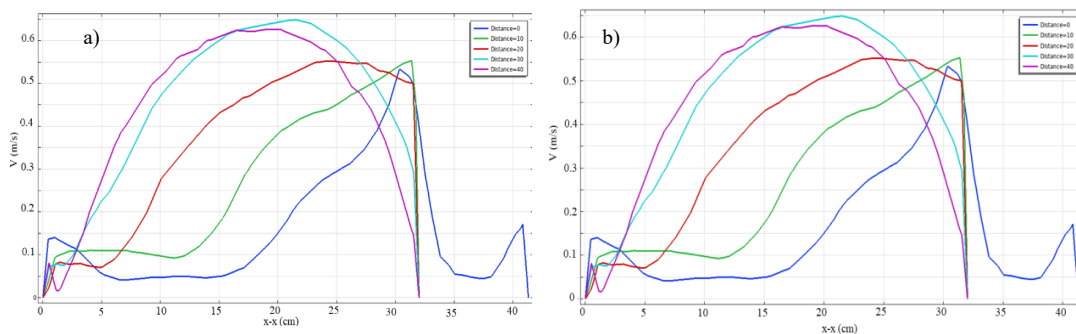 a)
Distance=0
Distance=10
Distance=20
Distance=30
Distance=40
V (m/s)
0.6
0.5
0.4
0.3
0.2
0.1
0
0 5 10 15 20 25 30 31 40
x-x (cm)
b)
Distance=0
Distance=10
Distance=20
Distance=30
Distance=40
V (m/s)
0.6
0.5
0.4
0.3
0.2
0.1
0
0 5 10 15 20 25 30 31 40
x-x (cm)